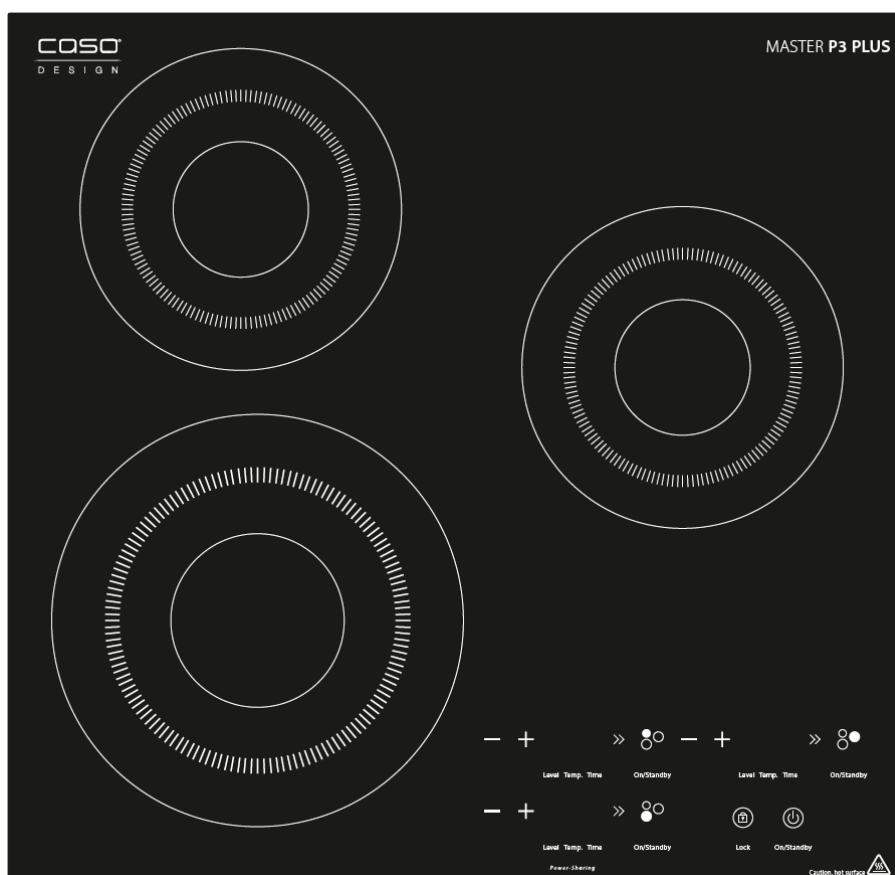 caso
DESIGN
MASTER P3 PLUS
Level Temp. Time On/Standby
Level Temp. Time On/Standby
Level Temp. Time On/Standby
Lock On/Standby
Power-Sharing
Caution, hot surface